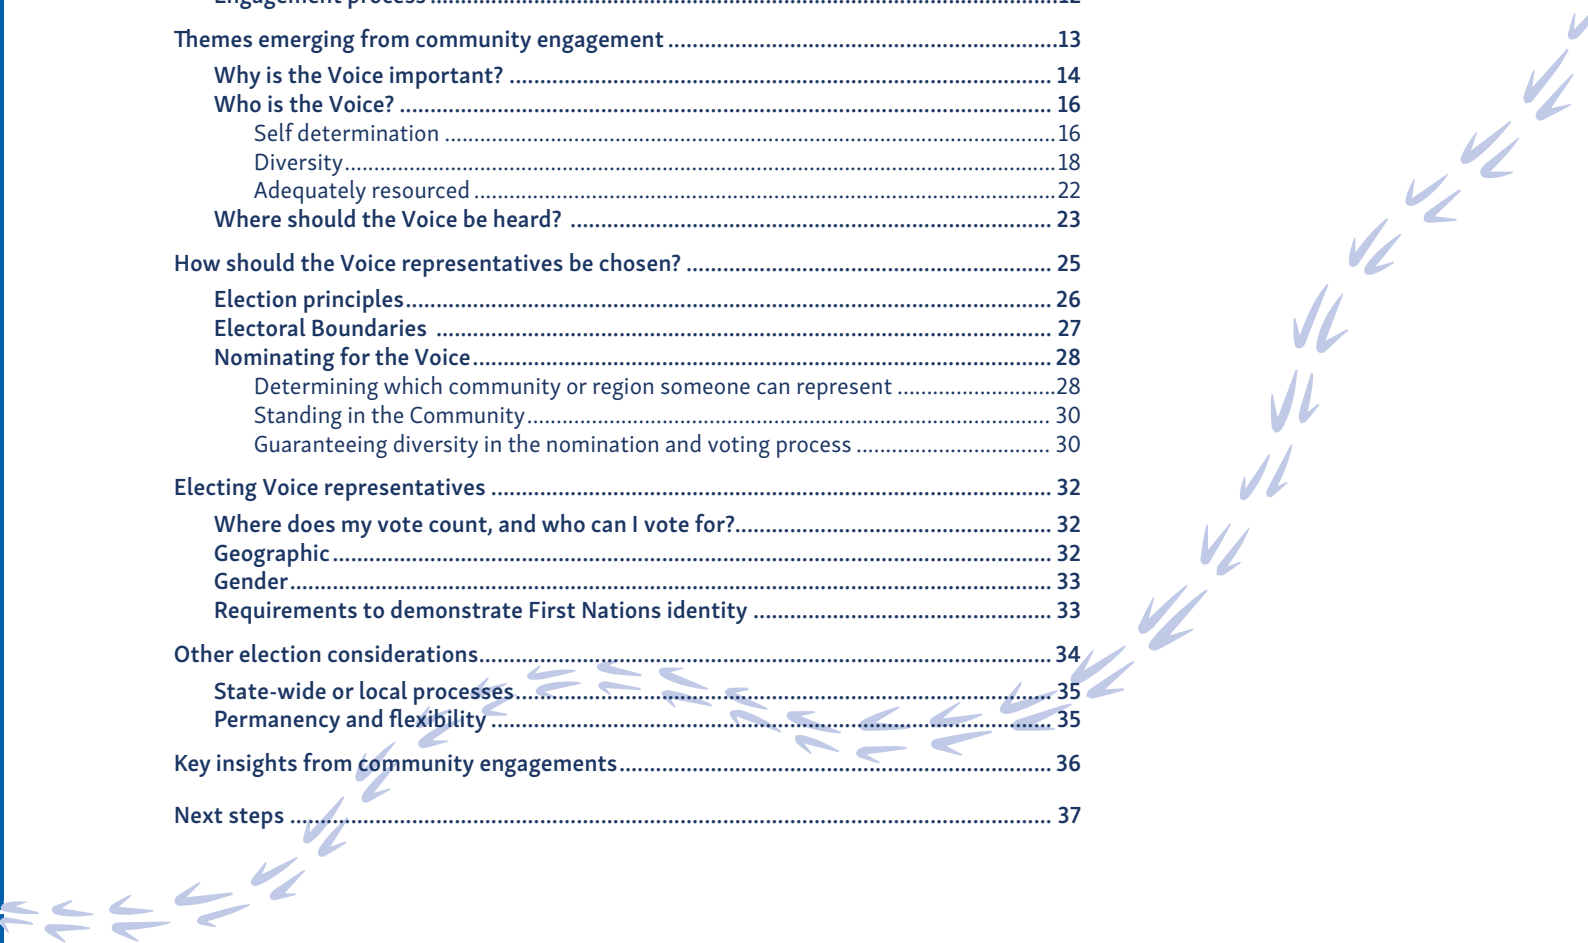 Engagement process ........................................................................................................12
Themes emerging from community engagement .................................................................13
Why is the Voice important? .......................................................................................... 14
Who is the Voice? ............................................................................................................. 16
Self determination ......................................................................................................16
Diversity.......................................................................................................................18
Adequately resourced .................................................................................................22
Where should the Voice be heard? ................................................................................ 23
How should the Voice representatives be chosen? ............................................................. 25
Election principles............................................................................................................ 26
Electoral Boundaries ....................................................................................................... 27
Nominating for the Voice................................................................................................. 28
Determining which community or region someone can represent ..........................28
Standing in the Community........................................................................................ 30
Guaranteeing diversity in the nomination and voting process ................................ 30
Electing Voice representatives .............................................................................................. 32
Where does my vote count, and who can I vote for?..................................................... 32
Geographic........................................................................................................................ 32
Gender............................................................................................................................... 33
Requirements to demonstrate First Nations identity .................................................. 33
Other election considerations................................................................................................ 34
State-wide or local processes.......................................................................................... 35
Permanency and flexibility .............................................................................................. 35
Key insights from community engagements......................................................................... 36
Next steps ................................................................................................................................ 37